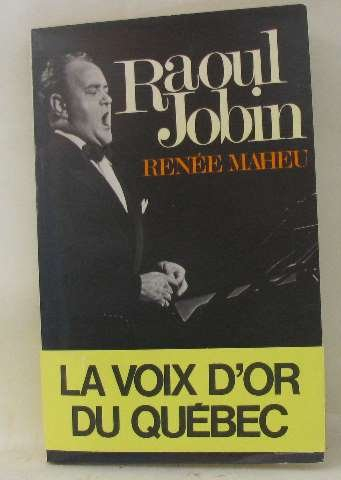 Raoul
Jobin
RENÉE MAHEU
LA VOIX D'OR
DU QUÉBEC